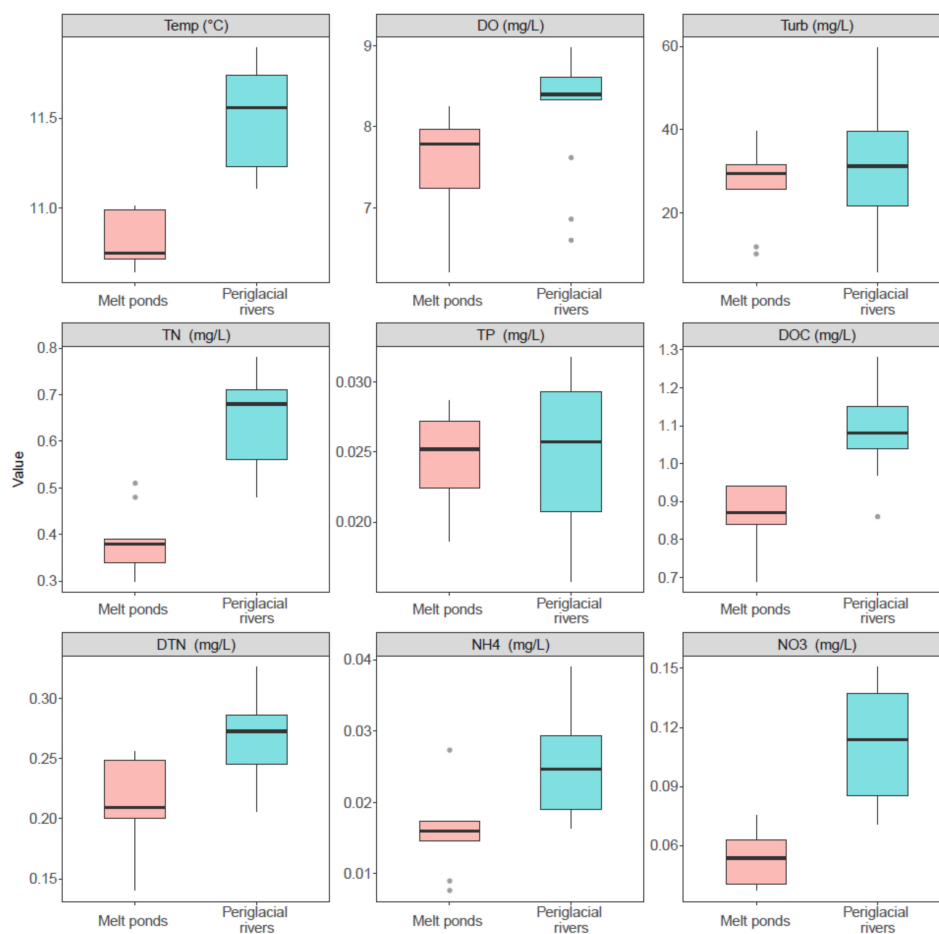 Temp (°C)
DO (mg/L)
Turb (mg/L)
11.5
11.0
9
8
7
60
40
20
Melt ponds
Periglacial
rivers
Melt ponds
Periglacial
rivers
Melt ponds
Periglacial
rivers
Value
TN (mg/L)
TP (mg/L)
DOC (mg/L)
0.8
0.7
0.6
0.5
0.4
0.3
0.030
0.025
0.020
1.3
1.2
1.1
1.0
0.9
0.8
0.7
Melt ponds
Periglacial
rivers
Melt ponds
Periglacial
rivers
Melt ponds
Periglacial
rivers
DTN (mg/L)
NH4 (mg/L)
NO3 (mg/L)
0.30
0.25
0.20
0.15
0.04
0.03
0.02
0.01
0.15
0.12
0.09
0.06
Melt ponds
Periglacial
rivers
Melt ponds
Periglacial
rivers
Melt ponds
Periglacial
rivers